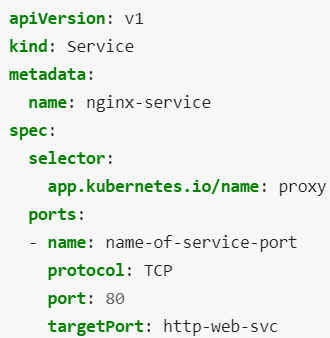 apiVersion: v1
kind: Service
metadata:
  name: nginx-service
spec:
  selector:
    app.kubernetes.io/name: proxy
  ports:
  - name: name-of-service-port
    protocol: TCP
    port: 80
    targetPort: http-web-svc